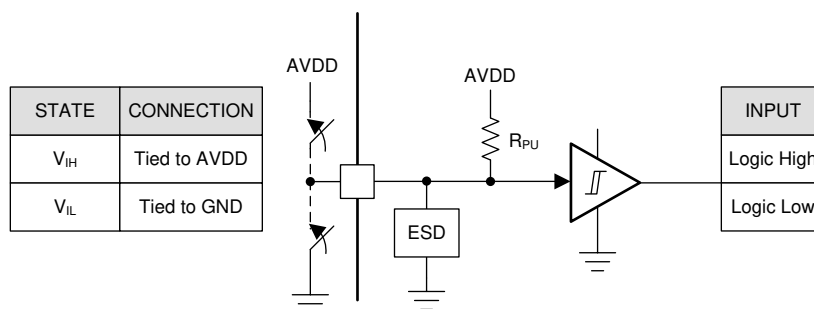 STATE CONNECTION
V_IH Tied to AVDD
V_IL Tied to GND
AVDD
AVDD
R_PU
ESD
INPUT
Logic High
Logic Low